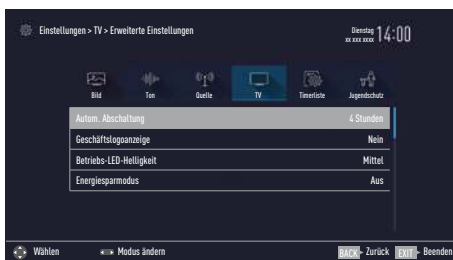 Einstellungen > TV > Erweiterte Einstellungen
Dienstag
xx xxx xxxx 14:00
Bild Ton Quelle TV Timerliste Jugendschutz
Autom. Abschaltung 4 Stunden
Geschäftslogoanzeige Nein
Betriebs-LED-Helligkeit Mittel
Energiesparmodus Aus
Wählen Modus ändern BACK Zurück EXIT Beenden